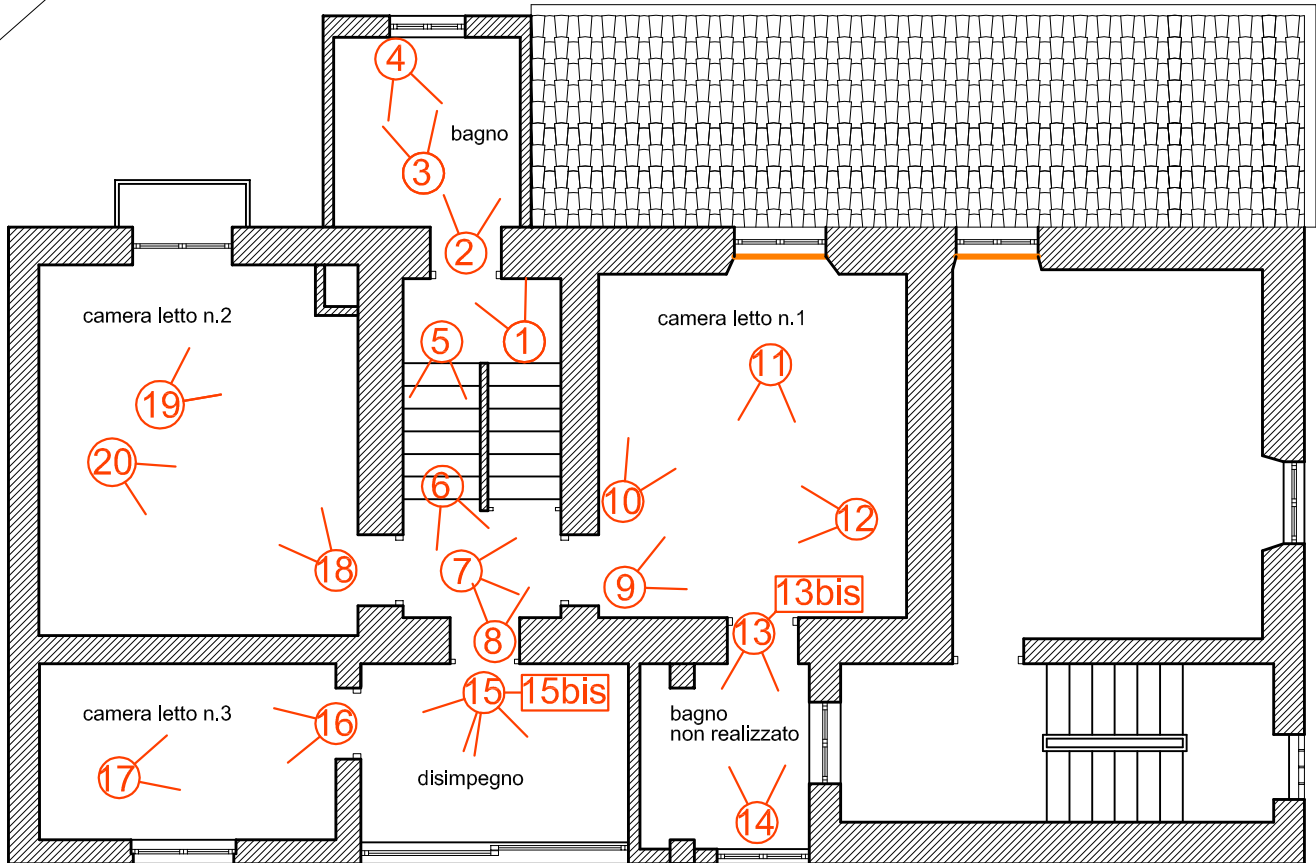 4
bagno
3
2
camera letto n.2
camera letto n.1
1
5
11
19
20
6
10
12
18
7
9
13bis
8
13
15
15bis
camera letto n.3
16
bagno
non realizzato
17
disimpegno
14